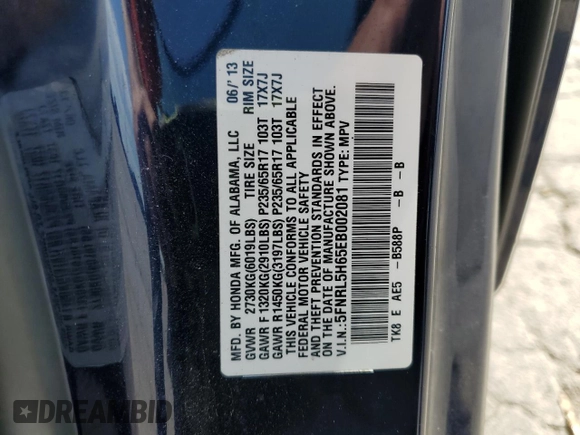 MFD. BY HONDA MFG. OF ALABAMA, LLC 06/' 13
GVWR 2730KG(6019LBS) TIRE SIZE RIM SIZE
GAWR F 1320KG(2910LBS) P235/65R17 103T 17X7J
GAWR R 1450KG(3197LBS) P235/65R17 103T 17X7J
THIS VEHICLE CONFORMS TO ALL APPLICABLE
FEDERAL MOTOR VEHICLE SAFETY
AND THEFT PREVENTION STANDARDS IN EFFECT
ON THE DATE OF MANUFACTURE SHOWN ABOVE.
V.I.N.: 5FNRL5H65EB002081 TYPE: MPV
TK8 E AE5 -B588P -B -B
DREAMBID